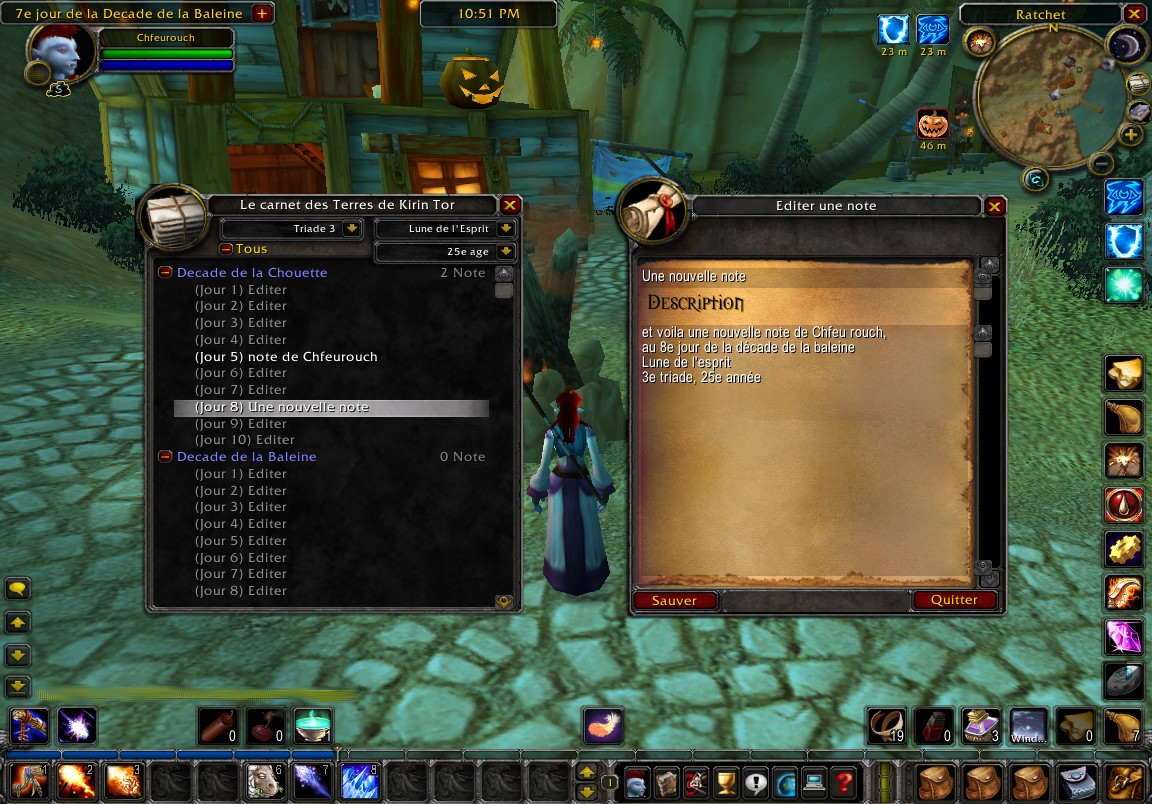 7e jour de la Decade de la Baleine
10:51 PM
Ratchet
N
Chfeurouch
S
23 m
23 m
46 m
Le carnet des Terres de Kirin Tor
Triade 3
Lune de l'Esprit
Tous
25e age
Decade de la Chouette
2 Note
(Jour 1) Editer
(Jour 2) Editer
(Jour 3) Editer
(Jour 4) Editer
(Jour 5) note de Chfeurouch
(Jour 6) Editer
(Jour 7) Editer
(Jour 8) Une nouvelle note
(Jour 9) Editer
(Jour 10) Editer
Decade de la Baleine
0 Note
(Jour 1) Editer
(Jour 2) Editer
(Jour 3) Editer
(Jour 4) Editer
(Jour 5) Editer
(Jour 6) Editer
(Jour 7) Editer
(Jour 8) Editer
Editer une note
Une nouvelle note
Description
et voila une nouvelle note de Chfeu rouch,
au 8e jour de la décade de la baleine
Lune de l'esprit
3e triade, 25e année
Sauver
Quitter
0
0
1
19
0
3
Wind...
0
7
1
2
3
6
7
8
1